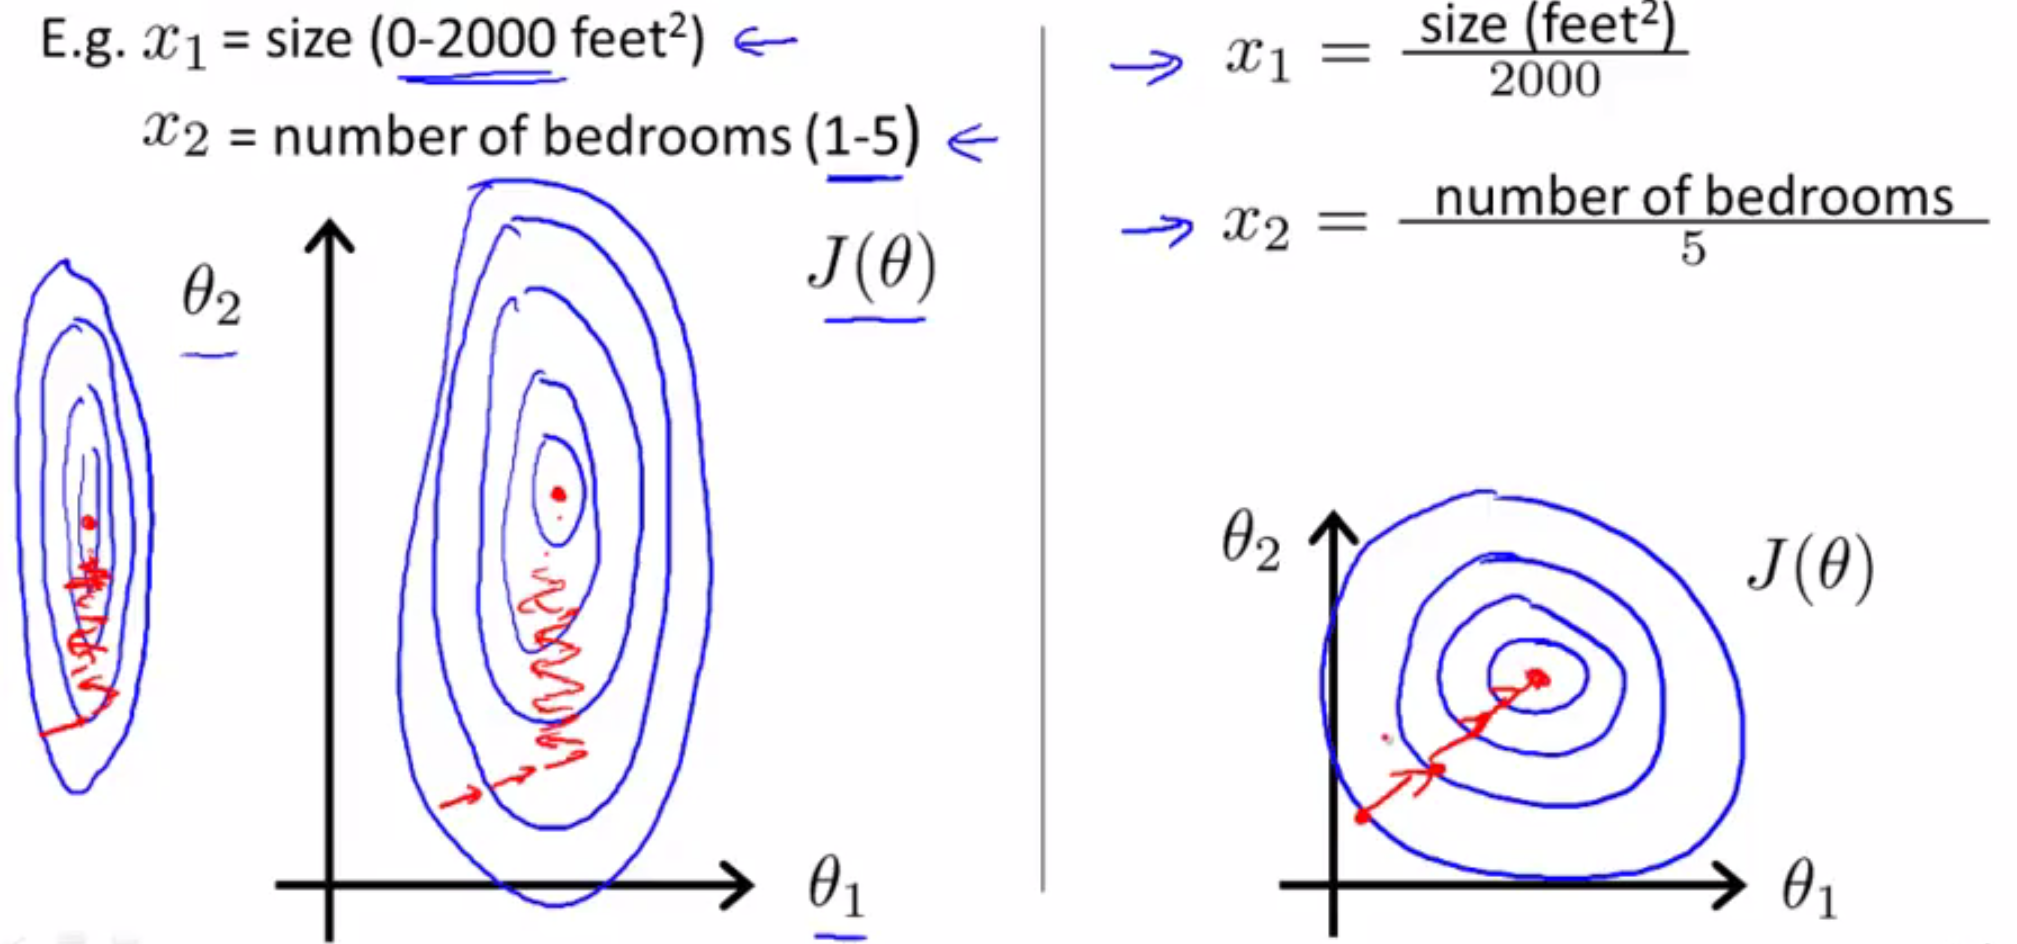 E.g. x₁ = size (0-2000 feet²)
x₂ = number of bedrooms (1-5)
θ₂
J(θ)
θ₁
x₁ = size (feet²) / 2000
x₂ = number of bedrooms / 5
θ₂
J(θ)
θ₁